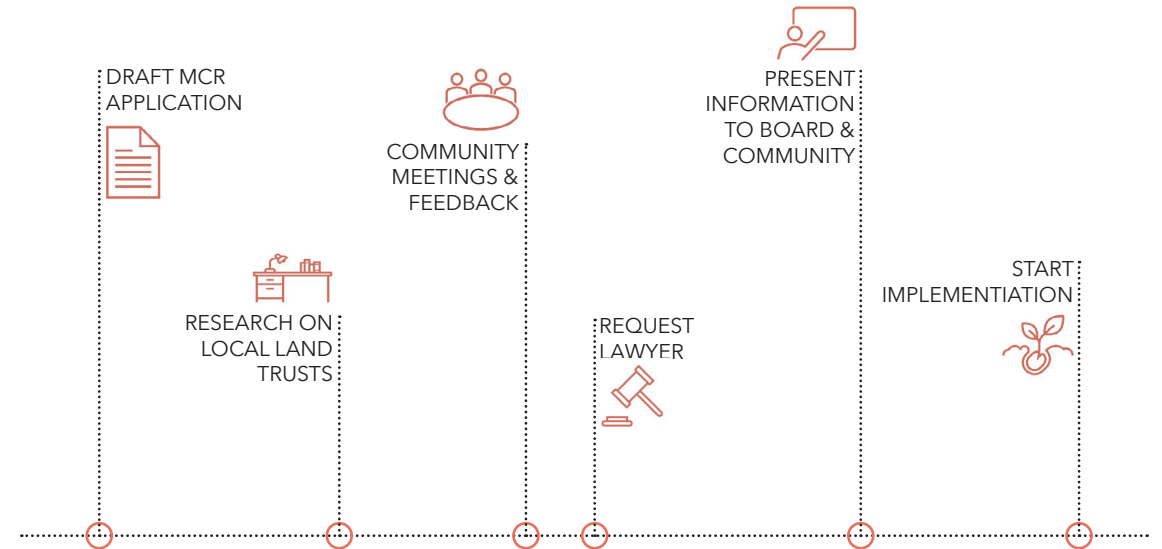 DRAFT MCR
APPLICATION
RESEARCH ON
LOCAL LAND
TRUSTS
COMMUNITY
MEETINGS &
FEEDBACK
REQUEST
LAWYER
PRESENT
INFORMATION
TO BOARD &
COMMUNITY
START
IMPLEMENTIATION